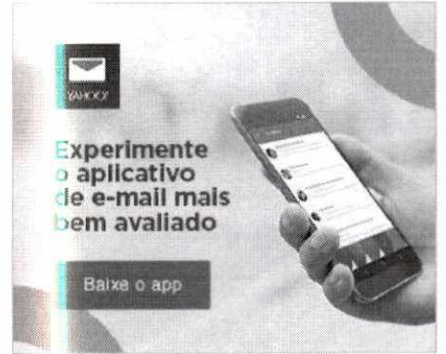 YAHOO!
Experimente
o aplicativo
de e-mail mais
bem avaliado
Baixe o app